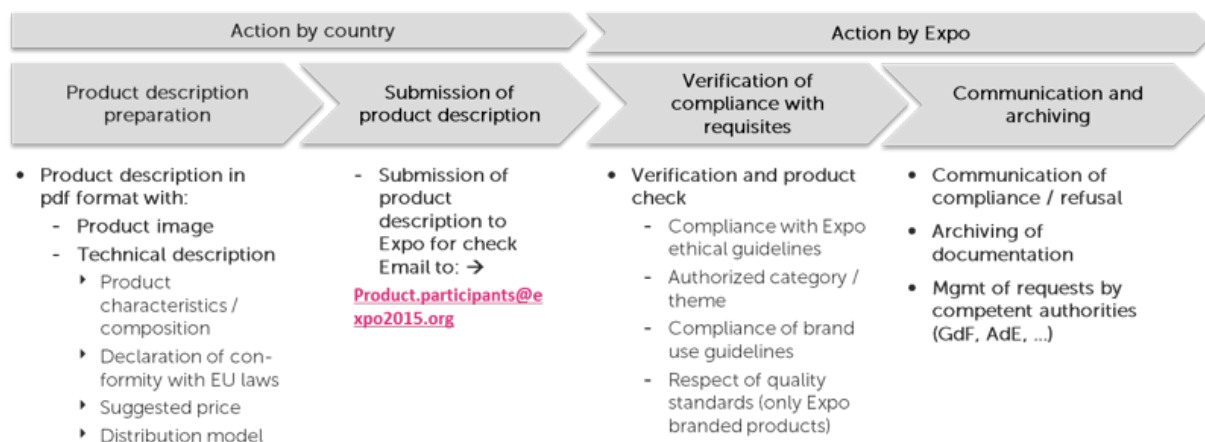 Action by country
Action by Expo
Product description
preparation
Submission of
product description
Verification of
compliance with
requisites
Communication and
archiving
• Product description in
pdf format with:
- Product image
- Technical description
‣ Product
characteristics /
composition
‣ Declaration of con-
formity with EU laws
‣ Suggested price
‣ Distribution model
- Submission of
product
description to
Expo for check
Email to: →
Product.participants@e
xpo2015.org
• Verification and product
check
- Compliance with Expo
ethical guidelines
- Authorized category /
theme
- Compliance of brand
use guidelines
- Respect of quality
standards (only Expo
branded products)
• Communication of
compliance / refusal
• Archiving of
documentation
• Mgmt of requests by
competent authorities
(GdF, AdE, ...)